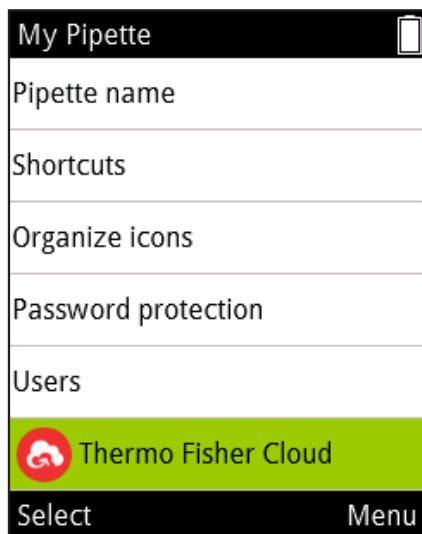 My Pipette
Pipette name
Shortcuts
Organize icons
Password protection
Users
Thermo Fisher Cloud
Select Menu